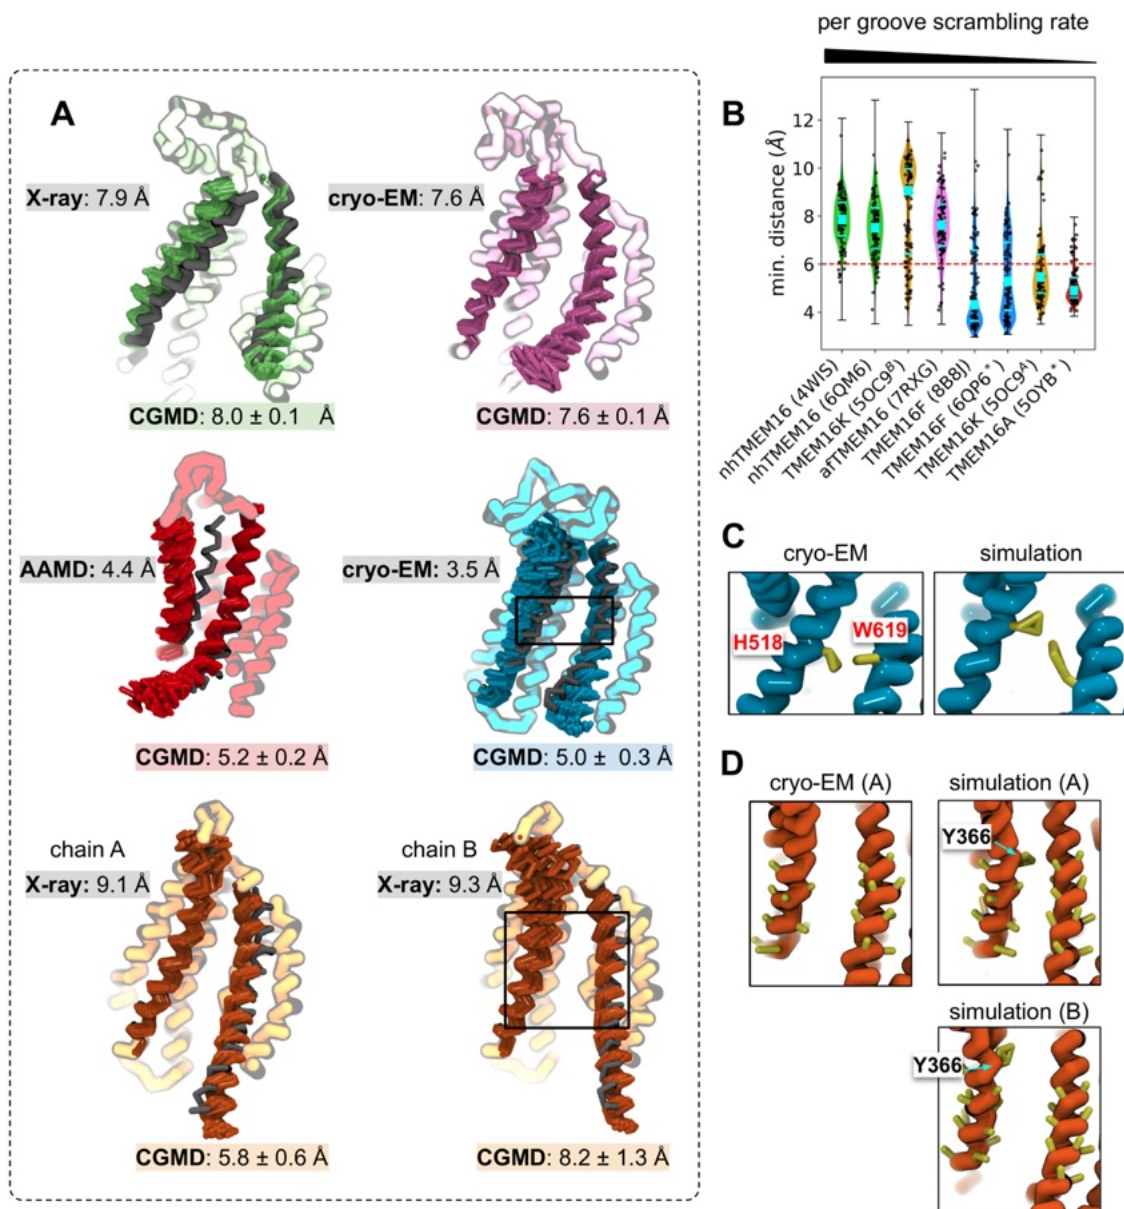 per groove scrambling rate
A
X-ray: 7.9 Å
cryo-EM: 7.6 Å
CGMD: 8.0 ± 0.1 Å
CGMD: 7.6 ± 0.1 Å
AAMD: 4.4 Å
cryo-EM: 3.5 Å
CGMD: 5.2 ± 0.2 Å
CGMD: 5.0 ± 0.3 Å
chain A
X-ray: 9.1 Å
chain B
X-ray: 9.3 Å
CGMD: 5.8 ± 0.6 Å
CGMD: 8.2 ± 1.3 Å
B
min. distance (Å)
12
10
8
6
4
nhTMEM16 (4WIS)
nhTMEM16 (6QM6)
TMEM16K (5OC9ᴮ)
afTMEM16 (7RXG)
TMEM16F (8B8J)
TMEM16F (6QP6*)
TMEM16K (5OC9ᴬ)
TMEM16A (5OYB*)
C
cryo-EM
simulation
H518
W619
D
cryo-EM (A)
simulation (A)
Y366
simulation (B)
Y366